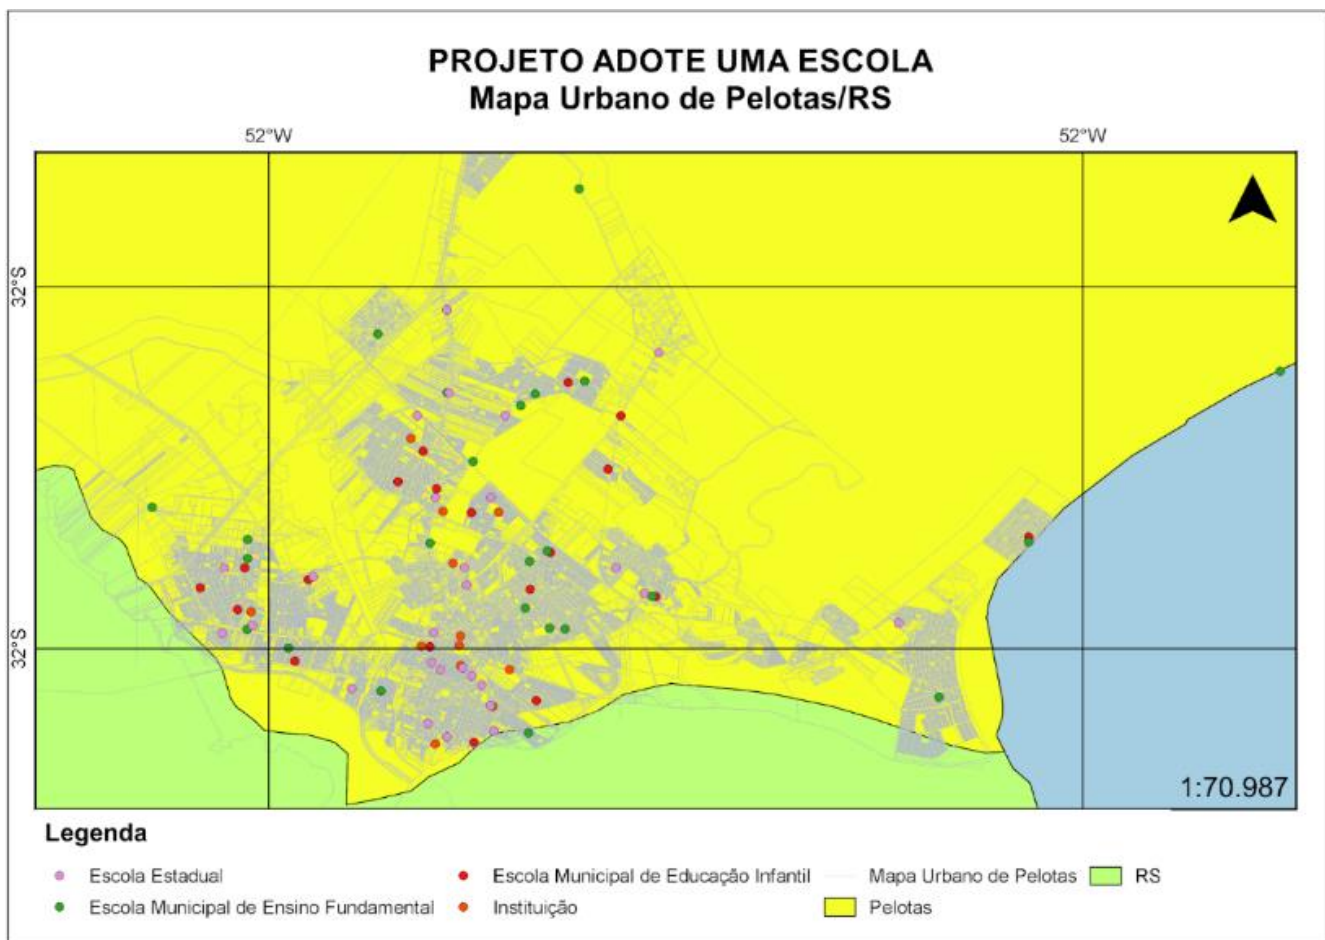 PROJETO ADOTE UMA ESCOLA
Mapa Urbano de Pelotas/RS
52°W 52°W
32°S
32°S
1:70.987
Legenda
Escola Estadual Escola Municipal de Educação Infantil Mapa Urbano de Pelotas RS
Escola Municipal de Ensino Fundamental Instituição Pelotas